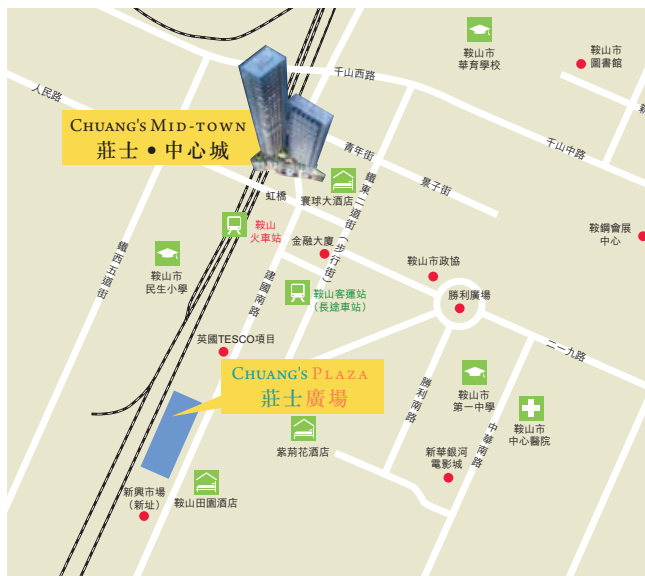 鞍山市
華育學校
鞍山市
圖書館
千山西路
人民路
新
CHUANG'S MID-TOWN
莊士•中心城
青年街
千山中路
景子街
虹橋
寰球大酒店
鐵東二道街（步行街）
鞍山
火車站
金融大廈
鞍鋼會展
中心
鐵西五道街
鞍山市
民生小學
建國南路
鞍山市政協
鞍山客運站
（長途車站）
勝利廣場
二一九路
英國TESCO項目
CHUANG'S PLAZA
莊士廣場
勝利南路
鞍山市
第一中學
中華南路
鞍山市
中心醫院
紫荊花酒店
新華銀河
電影城
新興市場
（新址）
鞍山田園酒店